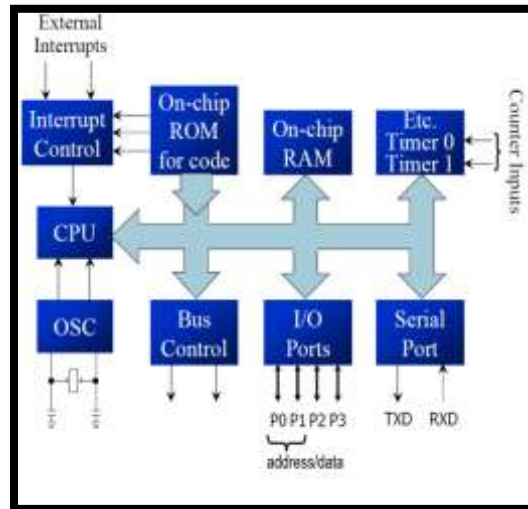 External
Interrupts
Interrupt
Control
On-chip
ROM
for code
On-chip
RAM
Etc.
Timer 0
Timer 1
Counter Inputs
CPU
OSC
Bus
Control
I/O
Ports
Serial
Port
P0 P1 P2 P3
TXD RXD
address/data